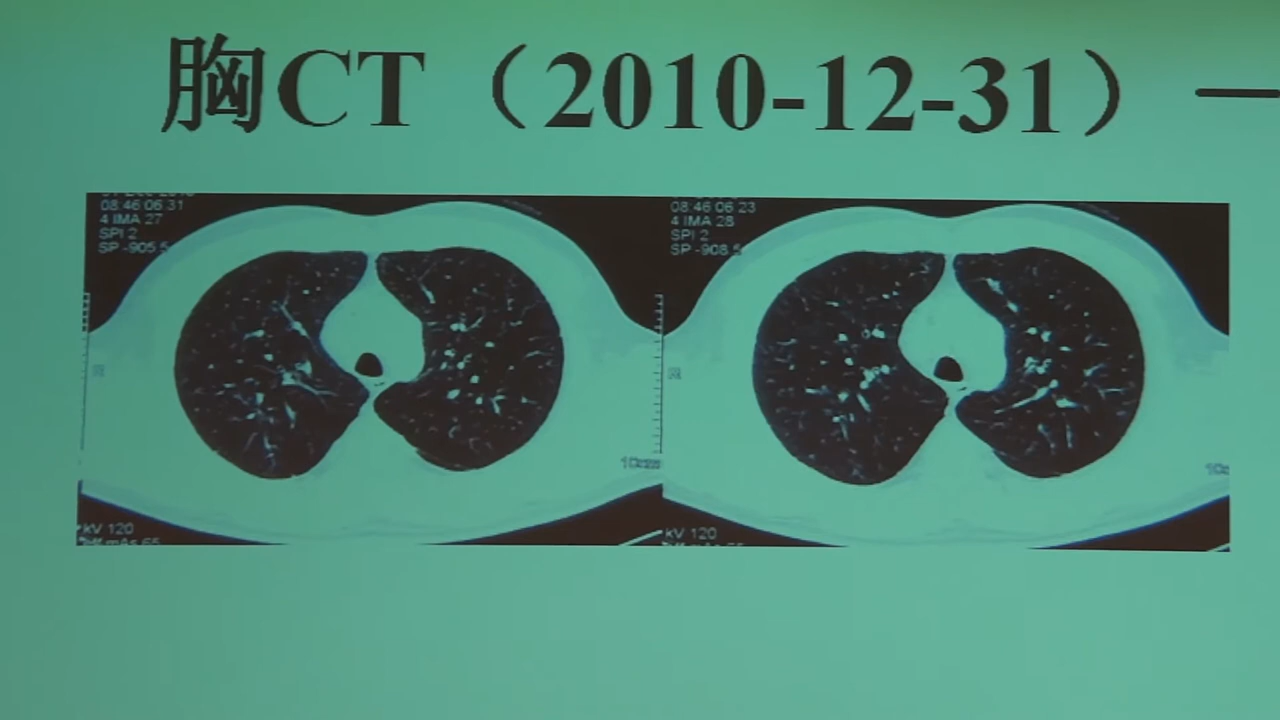 胸CT（2010-12-31）—
08:46:06.31
4 IMA 27
SPI 2
SP -905.5
R
kV 120
08:46:06.23
4 IMA 28
SPI 2
SP -908.5
R
kV 120